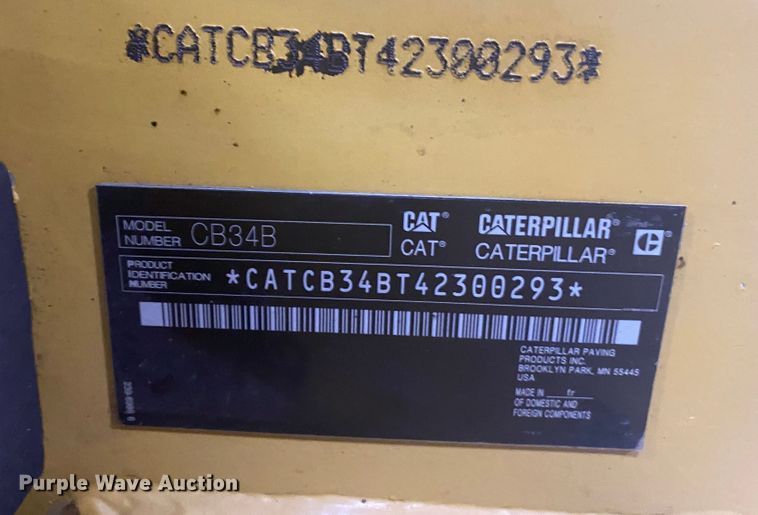 *CATCB34BT42300293*
MODEL NUMBER CB34B
CAT® CATERPILLAR®
CAT® CATERPILLAR®
PRODUCT IDENTIFICATION NUMBER *CATCB34BT42300293*
CATERPILLAR PAVING
PRODUCTS INC.
BROOKLYN PARK, MN 55445
USA
MADE IN fr
OF DOMESTIC AND
FOREIGN COMPONENTS
Purple Wave Auction